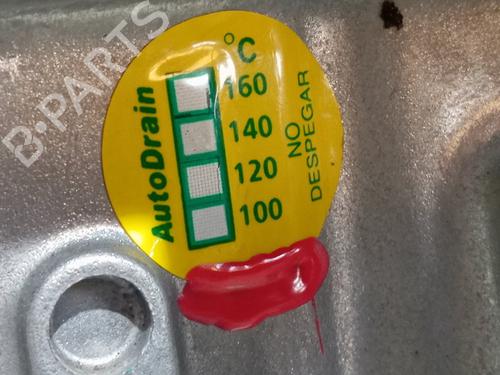 B-PARTS
AutoDrain
°C
160
140
120
100
NO
DESPEGAR